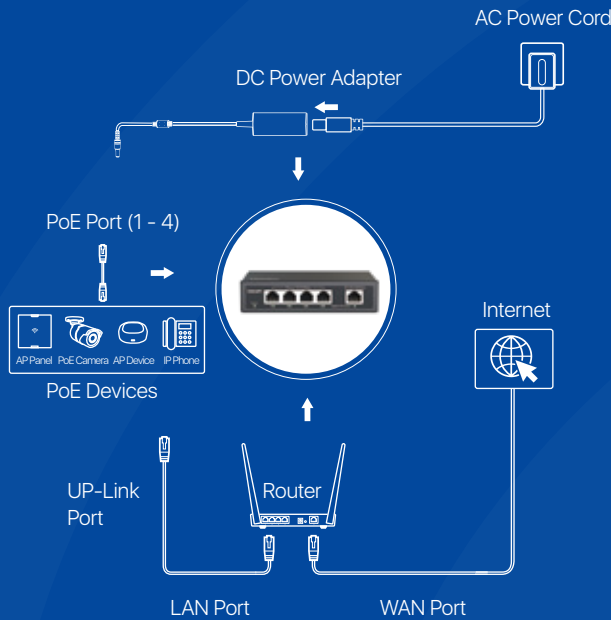 AC Power Cord
DC Power Adapter
PoE Port (1 - 4)
Internet
AP Panel PoE Camera AP Device IP Phone
PoE Devices
UP-Link
Port
Router
LAN Port
WAN Port